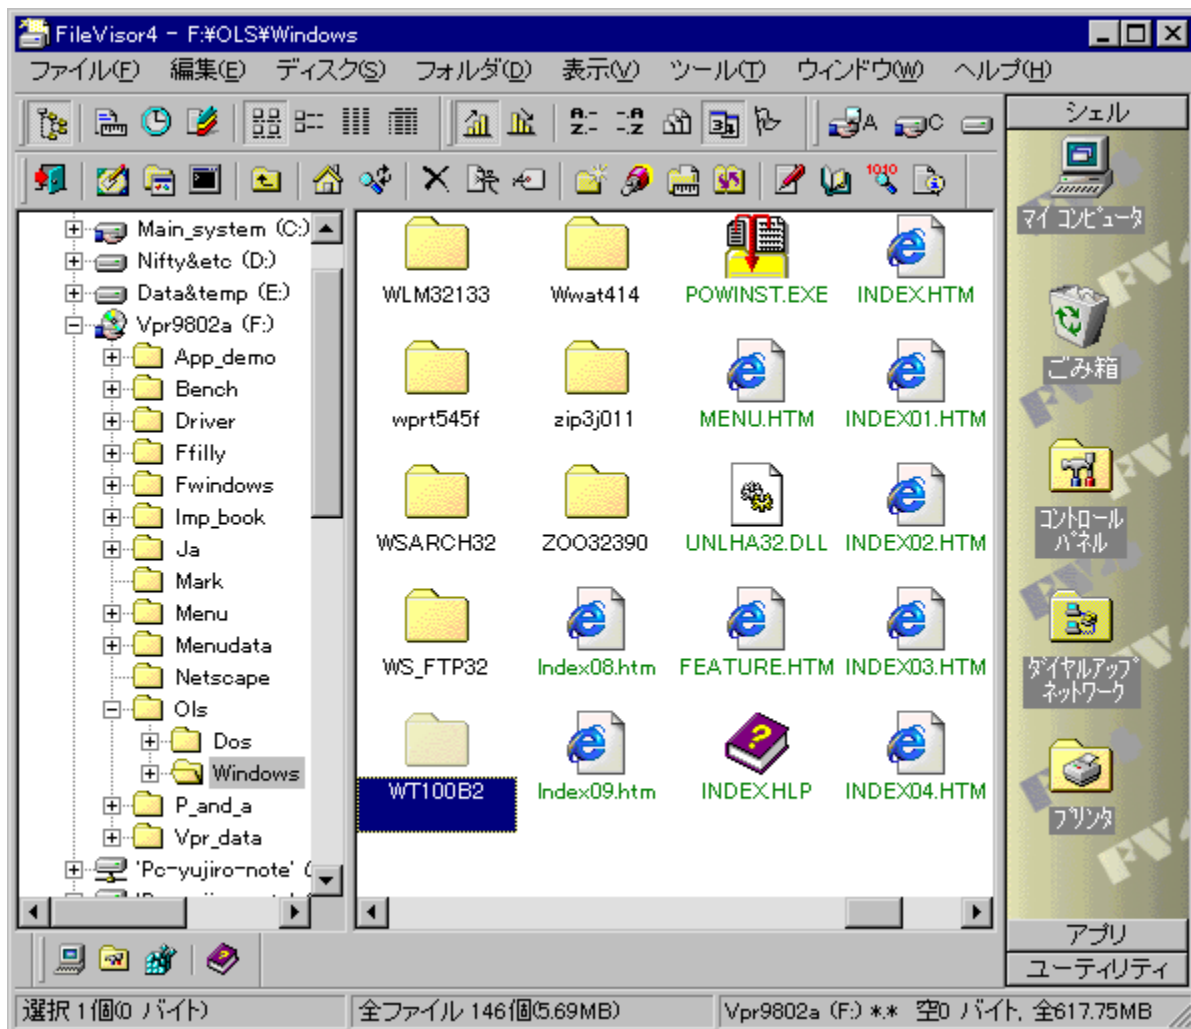 FileVisor4 - F:¥OLS¥Windows
ファイル(F) 編集(E) ディスク(S) フォルダ(D) 表示(V) ツール(T) ウィンドウ(W) ヘルプ(H)
A C
1010
Main_system (C:)
Nifty&etc (D:)
Data&temp (E:)
Vpr9802a (F:)
App_demo
Bench
Driver
Ffilly
Fwindows
Imp_book
Ja
Mark
Menu
Menudata
Netscape
Ols
Dos
Windows
P_and_a
Vpr_data
'Pc-yujiro-note' (
WLM32133 Wwat414 POWINST.EXE INDEX.HTM
wprt545f zip3j011 MENU.HTM INDEX01.HTM
WSARCH32 ZOO32390 UNLHA32.DLL INDEX02.HTM
WS_FTP32 Index08.htm FEATURE.HTM INDEX03.HTM
WT100B2 Index09.htm INDEX.HLP INDEX04.HTM
シェル
マイ コンピュータ
ごみ箱
コントロール
パネル
ダイヤルアップ
ネットワーク
プリンタ
アプリ
ユーティリティ
選択 1個(0 バイト) 全ファイル 146個(5.69MB) Vpr9802a (F:) *.* 空0 バイト, 全617.75MB